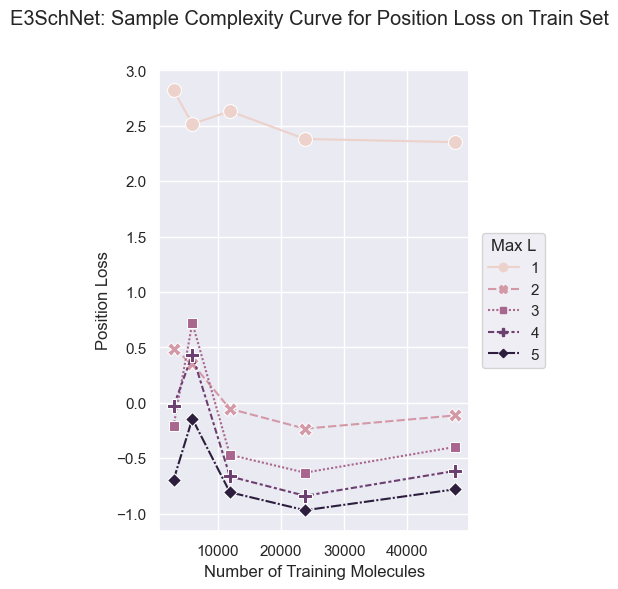 E3SchNet: Sample Complexity Curve for Position Loss on Train Set
3.0
2.5
2.0
1.5
1.0
0.5
0.0
−0.5
−1.0
Position Loss
10000 20000 30000 40000
Number of Training Molecules
Max L
1
2
3
4
5